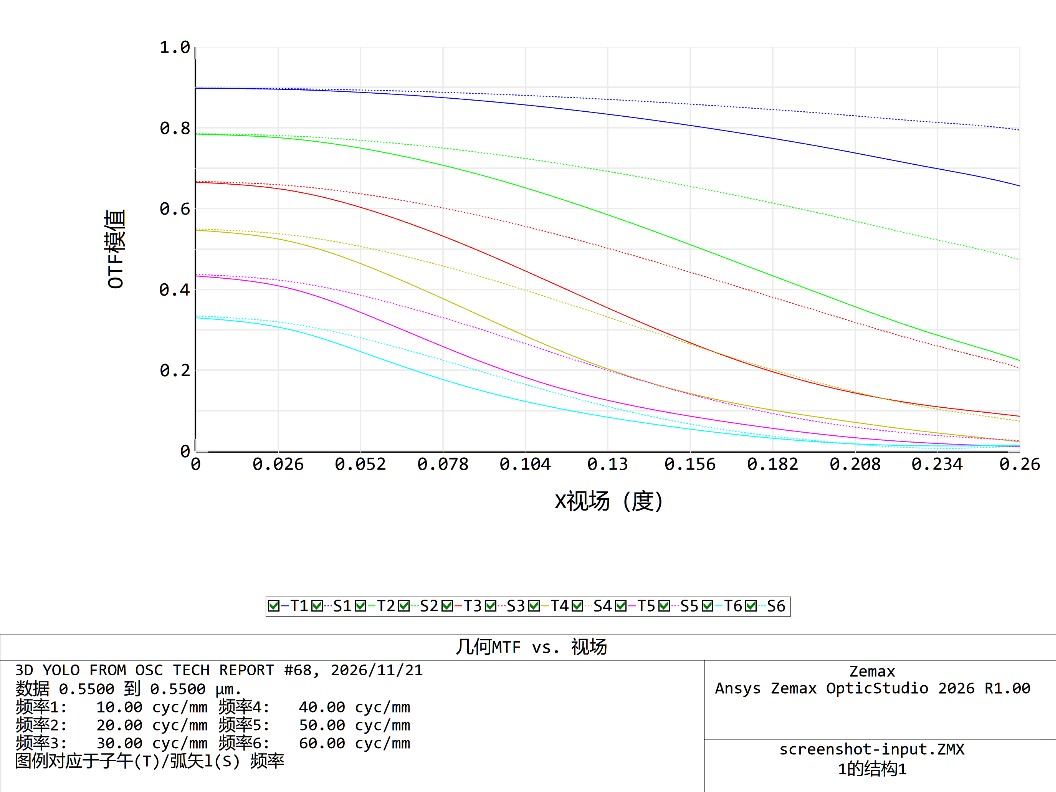 1.0
0.8
0.6
0.4
0.2
0
OTF模值
0 0.026 0.052 0.078 0.104 0.13 0.156 0.182 0.208 0.234 0.26
X视场 (度)
T1 S1 T2 S2 T3 S3 T4 S4 T5 S5 T6 S6
几何MTF vs. 视场
3D YOLO FROM OSC TECH REPORT #68, 2026/11/21
数据 0.5500 到 0.5500 μm.
频率1: 10.00 cyc/mm 频率4: 40.00 cyc/mm
频率2: 20.00 cyc/mm 频率5: 50.00 cyc/mm
频率3: 30.00 cyc/mm 频率6: 60.00 cyc/mm
图例对应于子午(T)/弧矢l(S) 频率
Zemax
Ansys Zemax OpticStudio 2026 R1.00
screenshot-input.ZMX
1的结构1